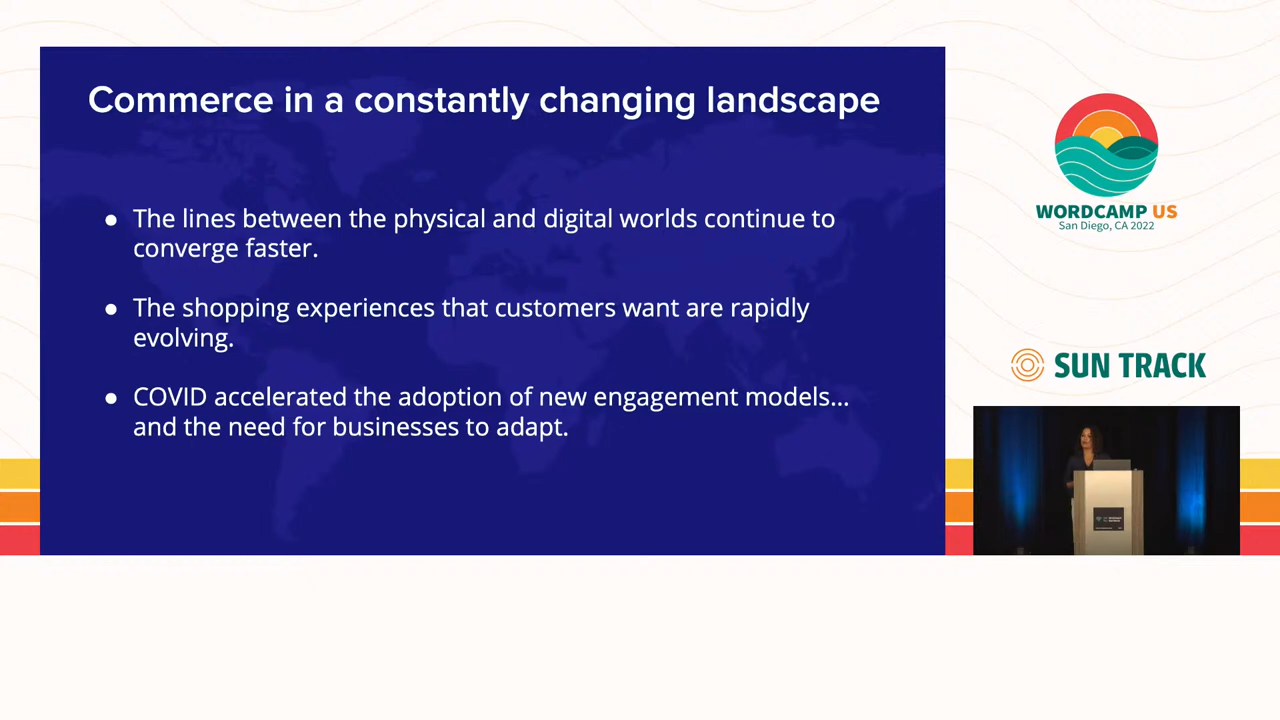 Commerce in a constantly changing landscape
● The lines between the physical and digital worlds continue to
converge faster.
● The shopping experiences that customers want are rapidly
evolving.
● COVID accelerated the adoption of new engagement models...
and the need for businesses to adapt.
WORDCAMP US
San Diego, CA 2022
SUN TRACK